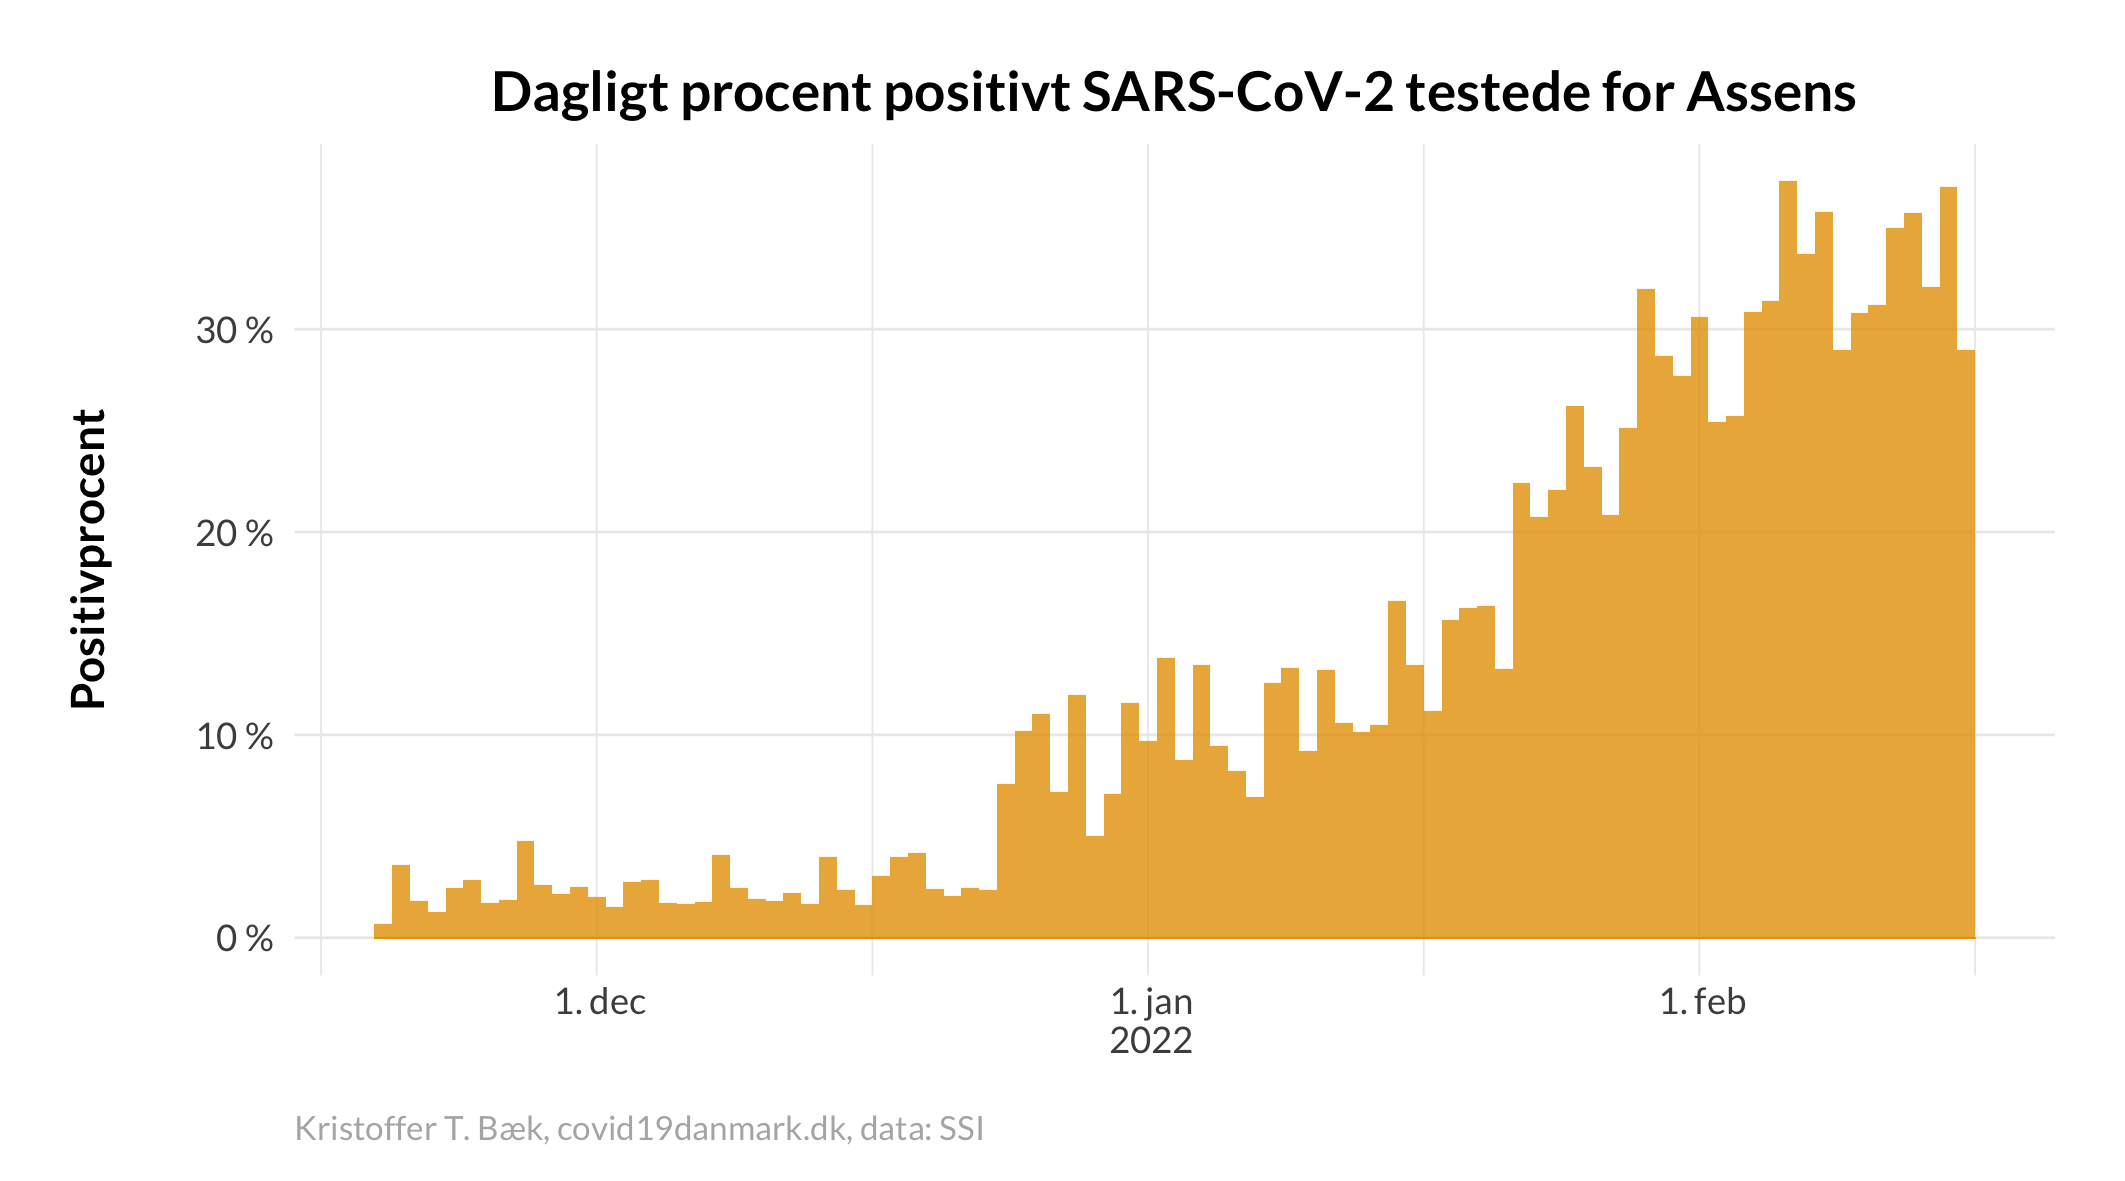 Dagligt procent positivt SARS-CoV-2 testede for Assens
Positivprocent
30 %
20 %
10 %
0 %
1. dec
1. jan
2022
1. feb
Kristoffer T. Bæk, covid19danmark.dk, data: SSI